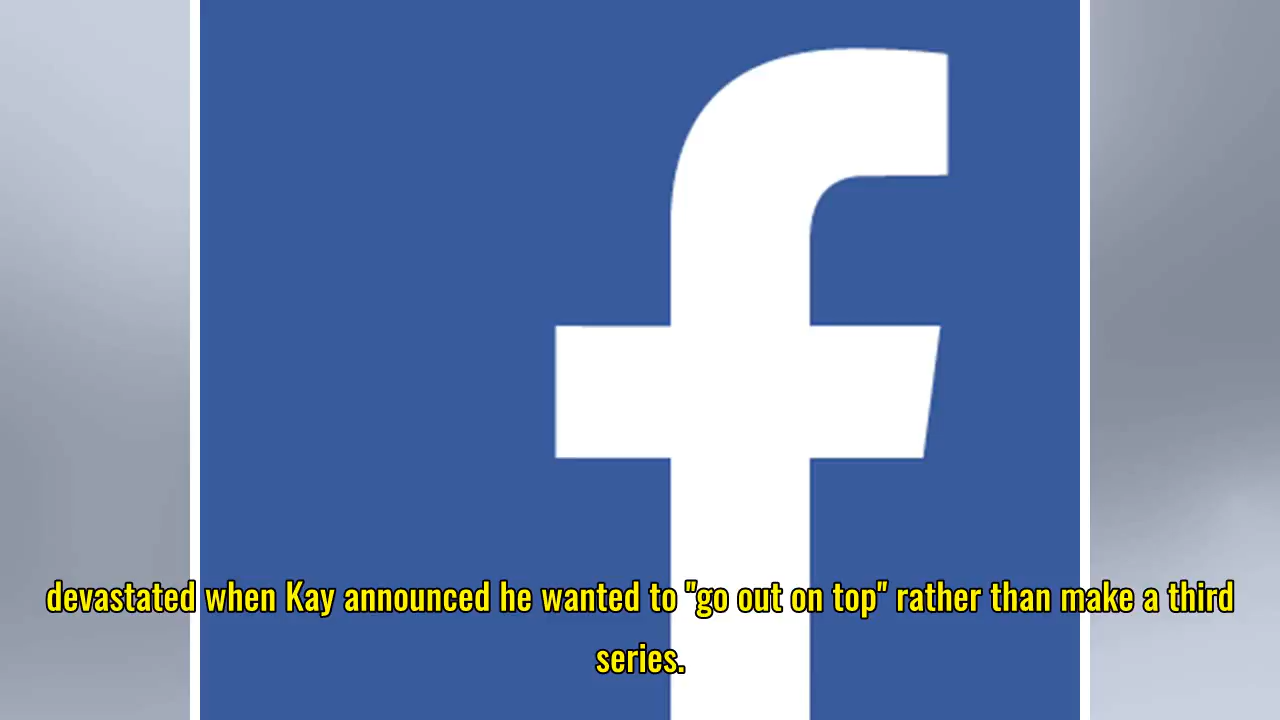 f
devastated when Kay announced he wanted to "go out on top" rather than make a third
series.